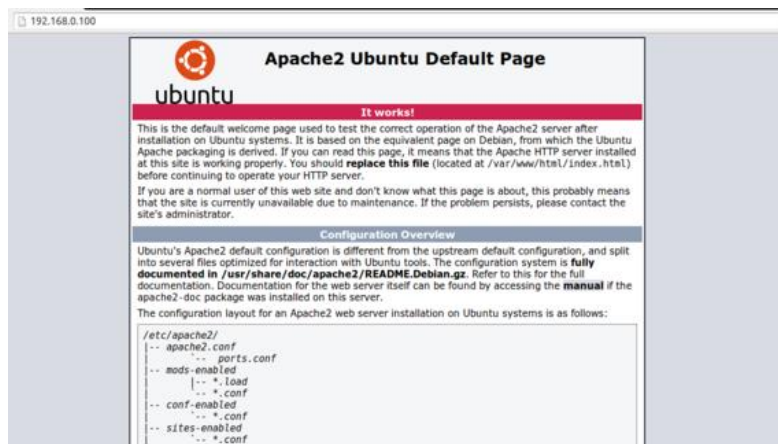 192.168.0.100
Apache2 Ubuntu Default Page
ubuntu
It works!
This is the default welcome page used to test the correct operation of the Apache2 server after
installation on Ubuntu systems. It is based on the equivalent page on Debian, from which the Ubuntu
Apache packaging is derived. If you can read this page, it means that the Apache HTTP server installed
at this site is working properly. You should replace this file (located at /var/www/html/index.html)
before continuing to operate your HTTP server.
If you are a normal user of this web site and don't know what this page is about, this probably means
that the site is currently unavailable due to maintenance. If the problem persists, please contact the
site's administrator.
Configuration Overview
Ubuntu's Apache2 default configuration is different from the upstream default configuration, and split
into several files optimized for interaction with Ubuntu tools. The configuration system is fully
documented in /usr/share/doc/apache2/README.Debian.gz. Refer to this for the full
documentation. Documentation for the web server itself can be found by accessing the manual if the
apache2-doc package was installed on this server.
The configuration layout for an Apache2 web server installation on Ubuntu systems is as follows:
/etc/apache2/
|-- apache2.conf
|       `--  ports.conf
|-- mods-enabled
|       |-- *.load
|       `-- *.conf
|-- conf-enabled
|       `-- *.conf
|-- sites-enabled
|       `-- *.conf